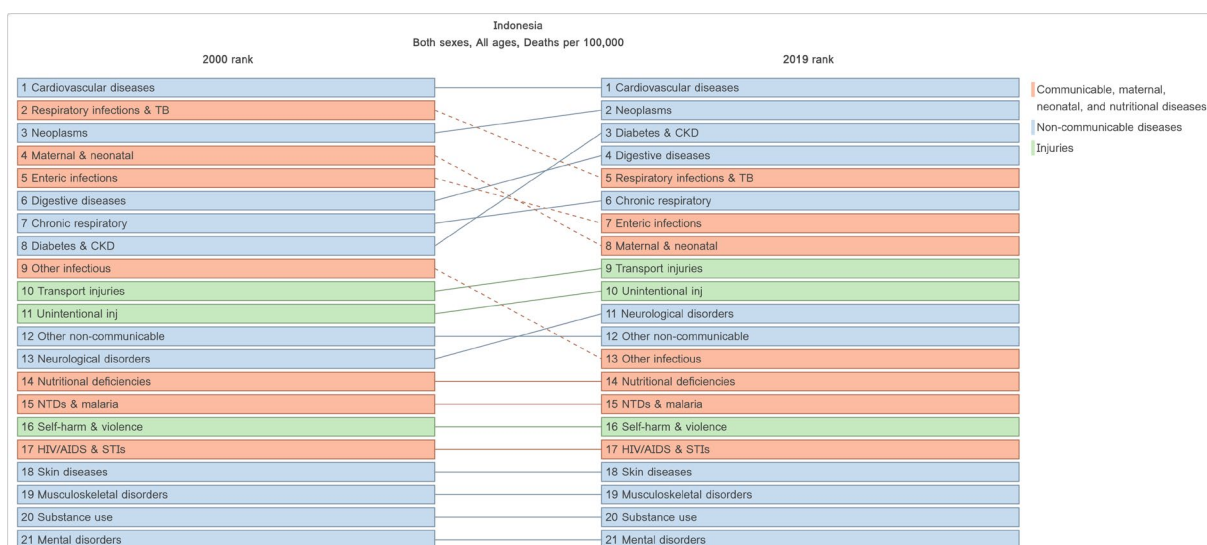 Indonesia
Both sexes, All ages, Deaths per 100,000
2000 rank
2019 rank
1 Cardiovascular diseases
2 Respiratory infections & TB
3 Neoplasms
4 Maternal & neonatal
5 Enteric infections
6 Digestive diseases
7 Chronic respiratory
8 Diabetes & CKD
9 Other infectious
10 Transport injuries
11 Unintentional inj
12 Other non-communicable
13 Neurological disorders
14 Nutritional deficiencies
15 NTDs & malaria
16 Self-harm & violence
17 HIV/AIDS & STIs
18 Skin diseases
19 Musculoskeletal disorders
20 Substance use
21 Mental disorders
1 Cardiovascular diseases
2 Neoplasms
3 Diabetes & CKD
4 Digestive diseases
5 Respiratory infections & TB
6 Chronic respiratory
7 Enteric infections
8 Maternal & neonatal
9 Transport injuries
10 Unintentional inj
11 Neurological disorders
12 Other non-communicable
13 Other infectious
14 Nutritional deficiencies
15 NTDs & malaria
16 Self-harm & violence
17 HIV/AIDS & STIs
18 Skin diseases
19 Musculoskeletal disorders
20 Substance use
21 Mental disorders
Communicable, maternal,
neonatal, and nutritional diseases
Non-communicable diseases
Injuries